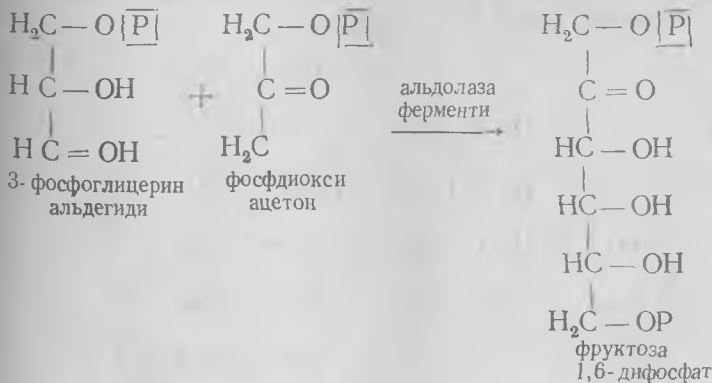 H₂C — O |P|
H C — OH
H C = OH
3- фосфоглицерин
альдегиди
+
H₂C — O |P|
C = O
H₂C
фосфдиокси
ацетон
альдолаза
ферменти
H₂C — O |P|
C = O
HC — OH
HC — OH
HC — OH
H₂C — OP
фруктоза
1,6- дифосфат